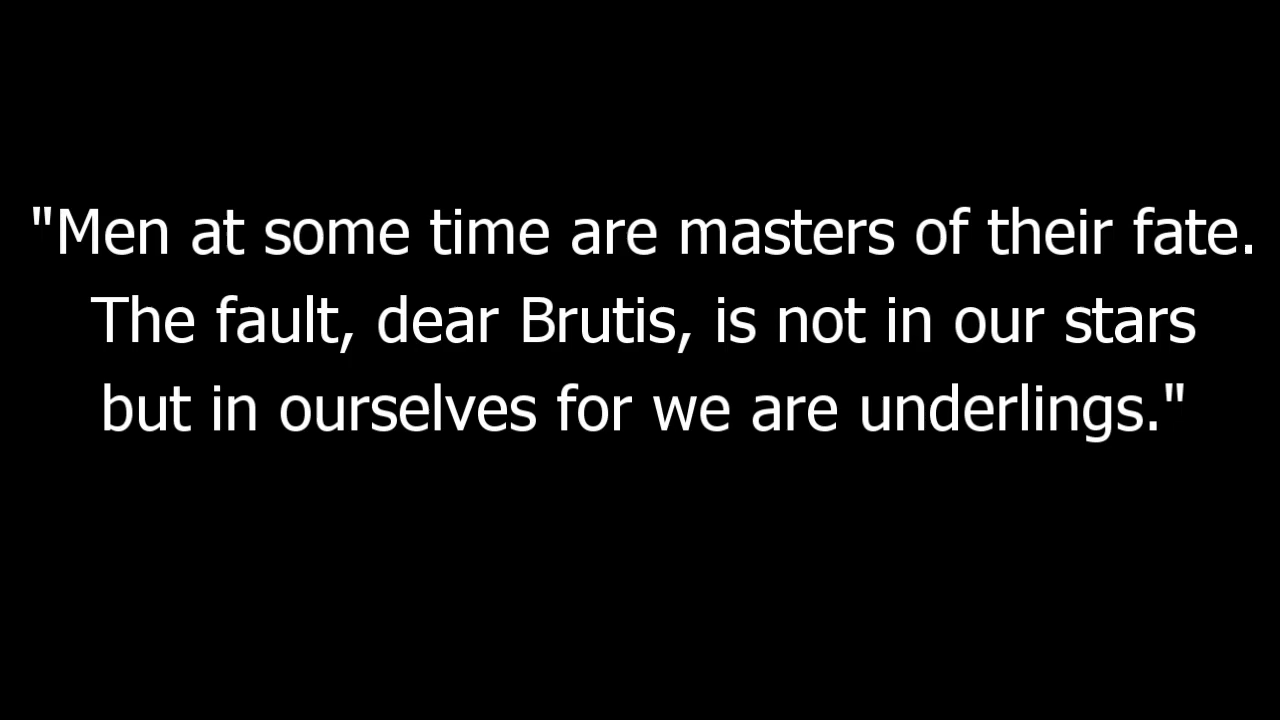 "Men at some time are masters of their fate.
The fault, dear Brutis, is not in our stars
but in ourselves for we are underlings."